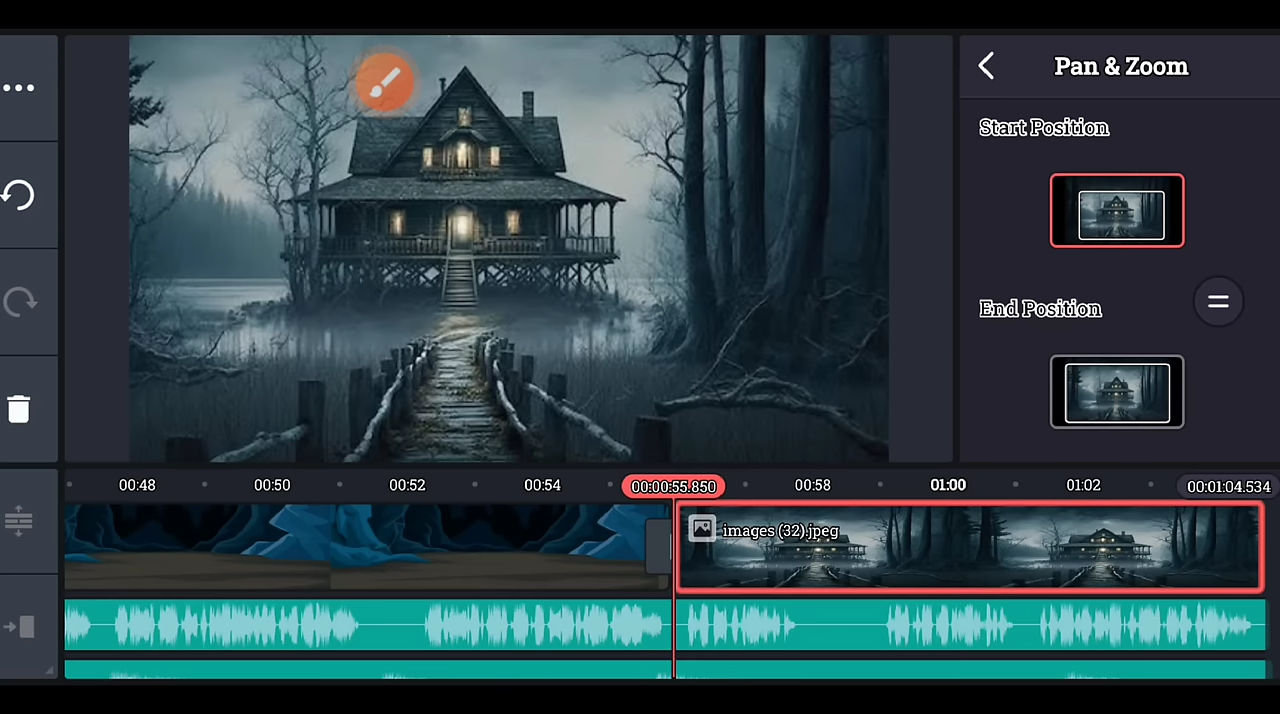 Pan & Zoom
Start Position
End Position
00:48
00:50
00:52
00:54
00:00:55.850
00:58
01:00
01:02
00:01:04.534
images (32).jpeg